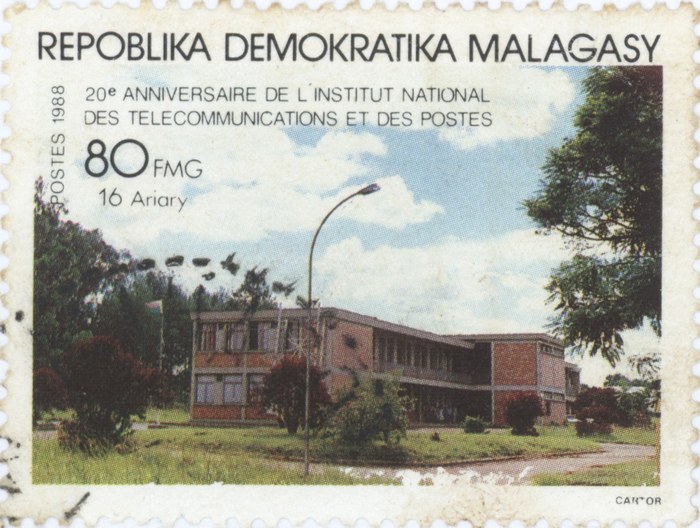 REPOBLIKA DEMOKRATIKA MALAGASY
POSTES 1988
20e ANNIVERSAIRE DE L'INSTITUT NATIONAL
DES TELECOMMUNICATIONS ET DES POSTES
80 FMG
16 Ariary
CARTOR